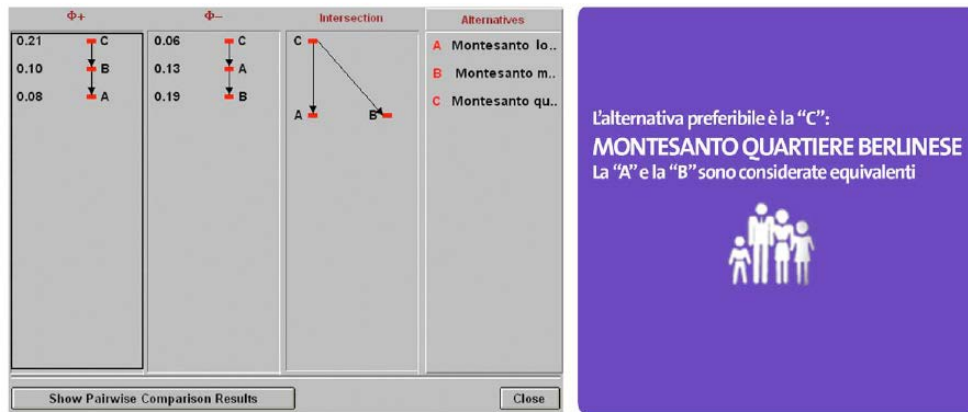 Φ+
Φ−
Intersection
Alternatives
0.21 C
0.10 B
0.08 A
0.06 C
0.13 A
0.19 B
C
A B
A Montesanto lo..
B Montesanto m..
C Montesanto qu..
Show Pairwise Comparison Results
Close
L'alternativa preferibile è la "C":
MONTESANTO QUARTIERE BERLINESE
La "A" e la "B" sono considerate equivalenti